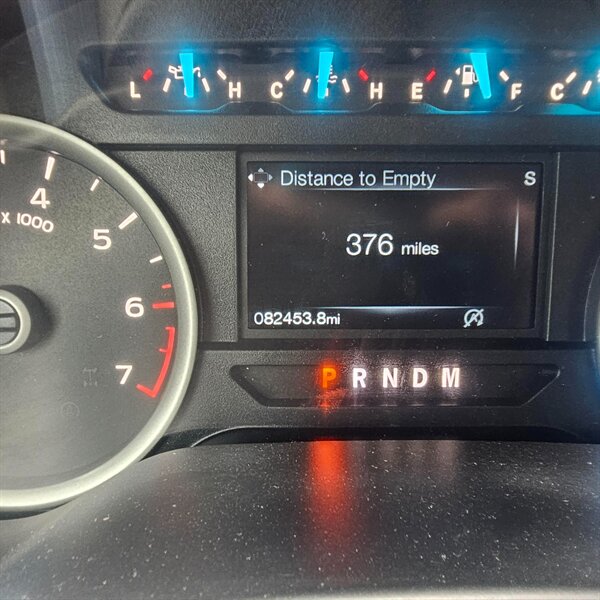 L H C H E F C
Distance to Empty S
4
x 1000
5
376 miles
6
082453.8mi
7
P R N D M